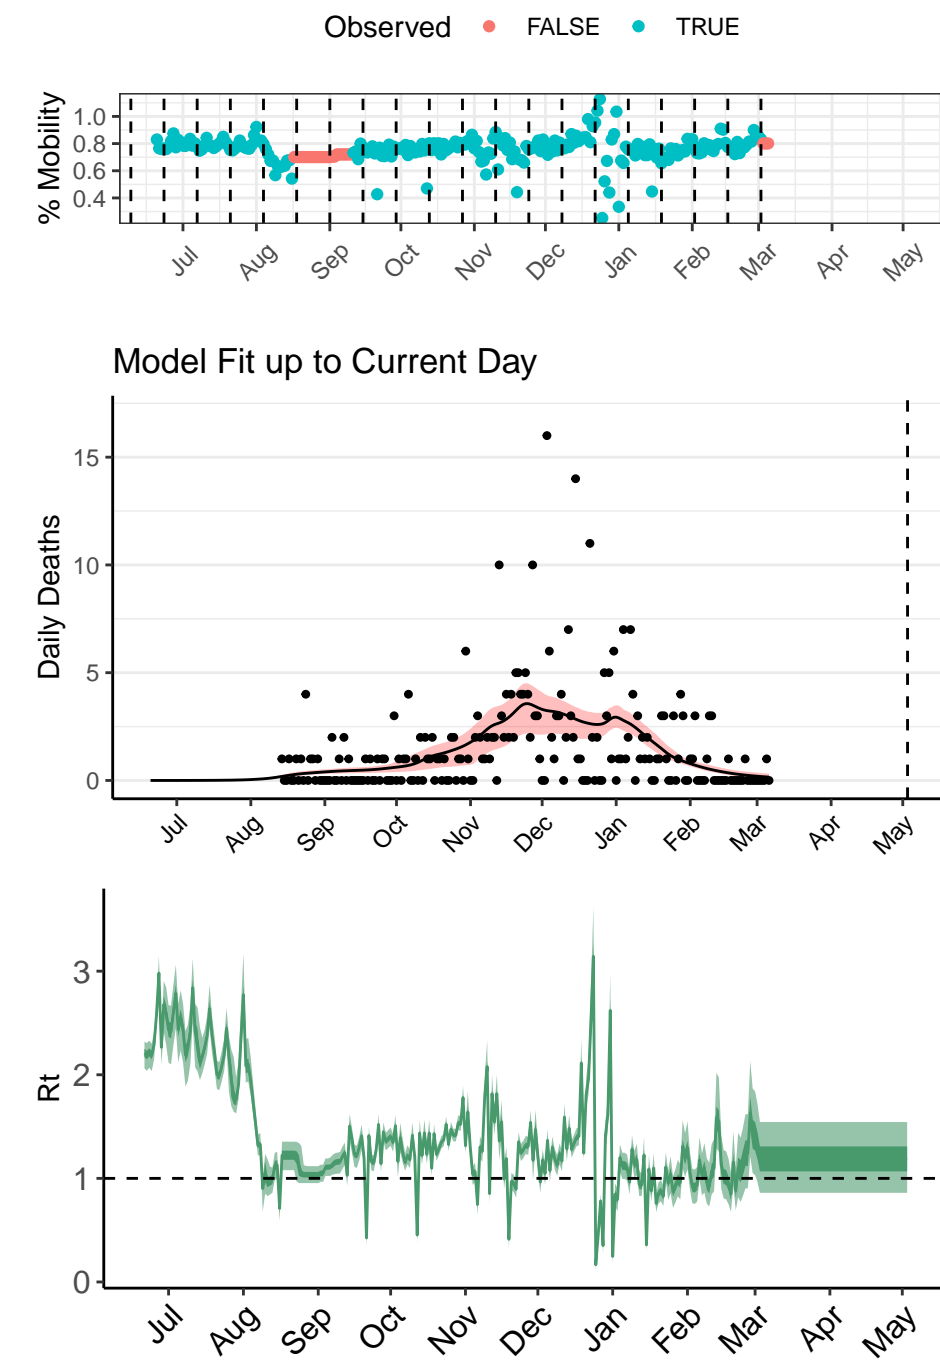 Observed FALSE TRUE
% Mobility
1.0
0.8
0.6
0.4
Jul Aug Sep Oct Nov Dec Jan Feb Mar Apr May
Model Fit up to Current Day
Daily Deaths
15
10
5
0
Jul Aug Sep Oct Nov Dec Jan Feb Mar Apr May
Rt
3
2
1
0
Jul Aug Sep Oct Nov Dec Jan Feb Mar Apr May